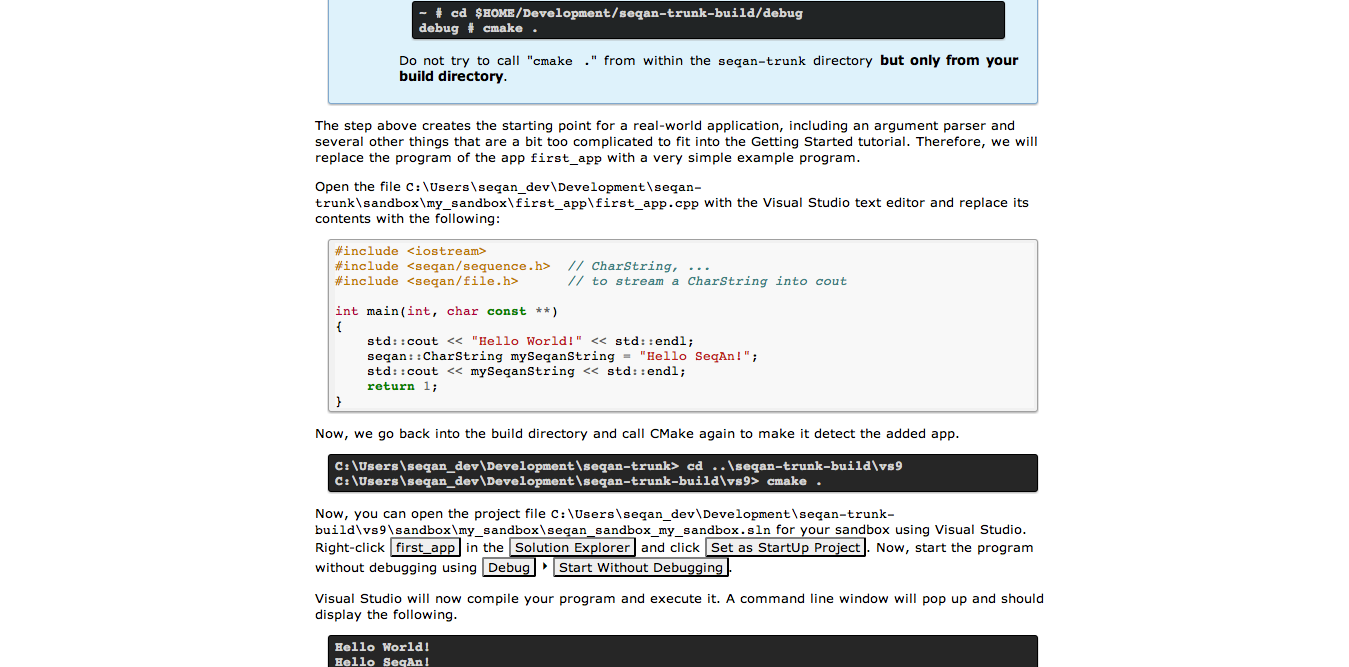 ~ # cd $HOME/Development/seqan-trunk-build/debug
debug # cmake .
Do not try to call "cmake ." from within the seqan-trunk directory but only from your
build directory.
The step above creates the starting point for a real-world application, including an argument parser and
several other things that are a bit too complicated to fit into the Getting Started tutorial. Therefore, we will
replace the program of the app first_app with a very simple example program.
Open the file C:\Users\seqan_dev\Development\seqan-
trunk\sandbox\my_sandbox\first_app\first_app.cpp with the Visual Studio text editor and replace its
contents with the following:
#include <iostream>
#include <seqan/sequence.h>  // CharString, ...
#include <seqan/file.h>      // to stream a CharString into cout
int main(int, char const **)
{
    std::cout << "Hello World!" << std::endl;
    seqan::CharString mySeqanString = "Hello SeqAn!";
    std::cout << mySeqanString << std::endl;
    return 1;
}
Now, we go back into the build directory and call CMake again to make it detect the added app.
C:\Users\seqan_dev\Development\seqan-trunk> cd ..\seqan-trunk-build\vs9
C:\Users\seqan_dev\Development\seqan-trunk-build\vs9> cmake .
Now, you can open the project file C:\Users\seqan_dev\Development\seqan-trunk-
build\vs9\sandbox\my_sandbox\seqan_sandbox_my_sandbox.sln for your sandbox using Visual Studio.
Right-click first_app in the Solution Explorer and click Set as StartUp Project. Now, start the program
without debugging using Debug ‣ Start Without Debugging.
Visual Studio will now compile your program and execute it. A command line window will pop up and should
display the following.
Hello World!
Hello SeqAn!